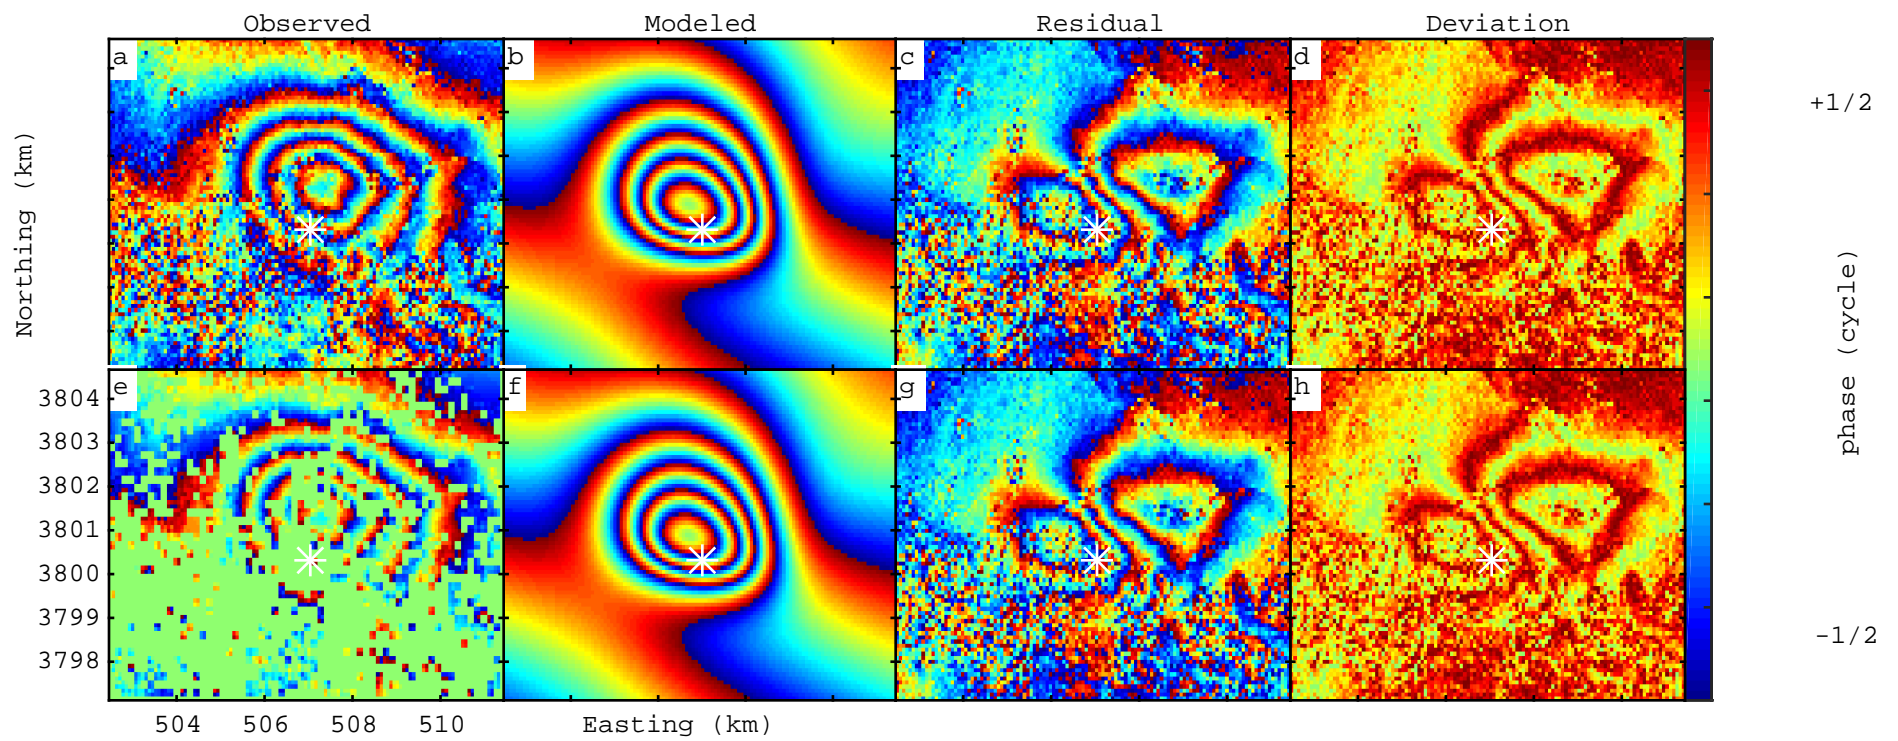 Observed Modeled Residual Deviation
a b c d
+1/2
Northing (km)
phase (cycle)
e f g h
3804
3803
3802
3801
3800
3799
3798
-1/2
504 506 508 510 Easting (km)